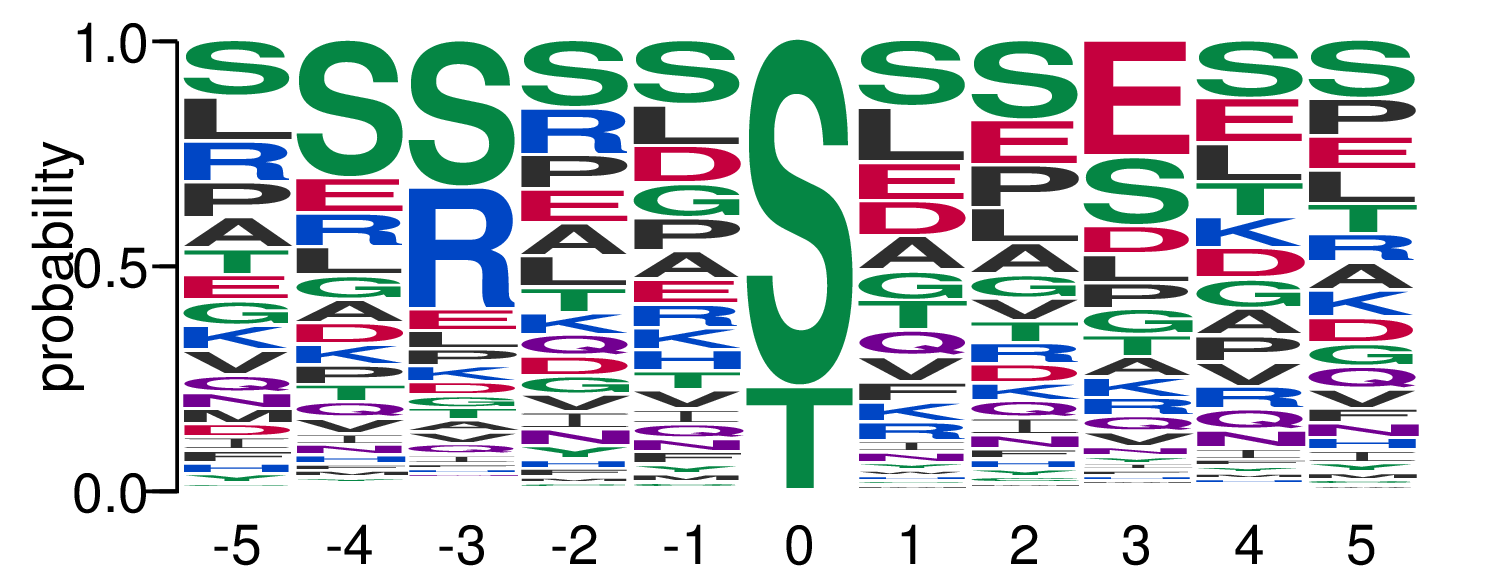 probability
1.0
0.5
0.0
S L R P A T E G K V Q N M D I F H Y
S E R L G A D K P T Q V I N H
S R E L P K D G T A V Q I
S R P E A L T K Q D G V I N Y H F M
S L D G P A E R K H T V I Q N F Y M
S T
S L E D A G T Q V F K R I N Y
S E P L A G V T R D K Q I N F H
E S D L P G T A K R Q V F N
S E L T K D G A P V R Q N I F Y
S P E L T R A K D G Q V F N H I Y M
-5 -4 -3 -2 -1 0 1 2 3 4 5